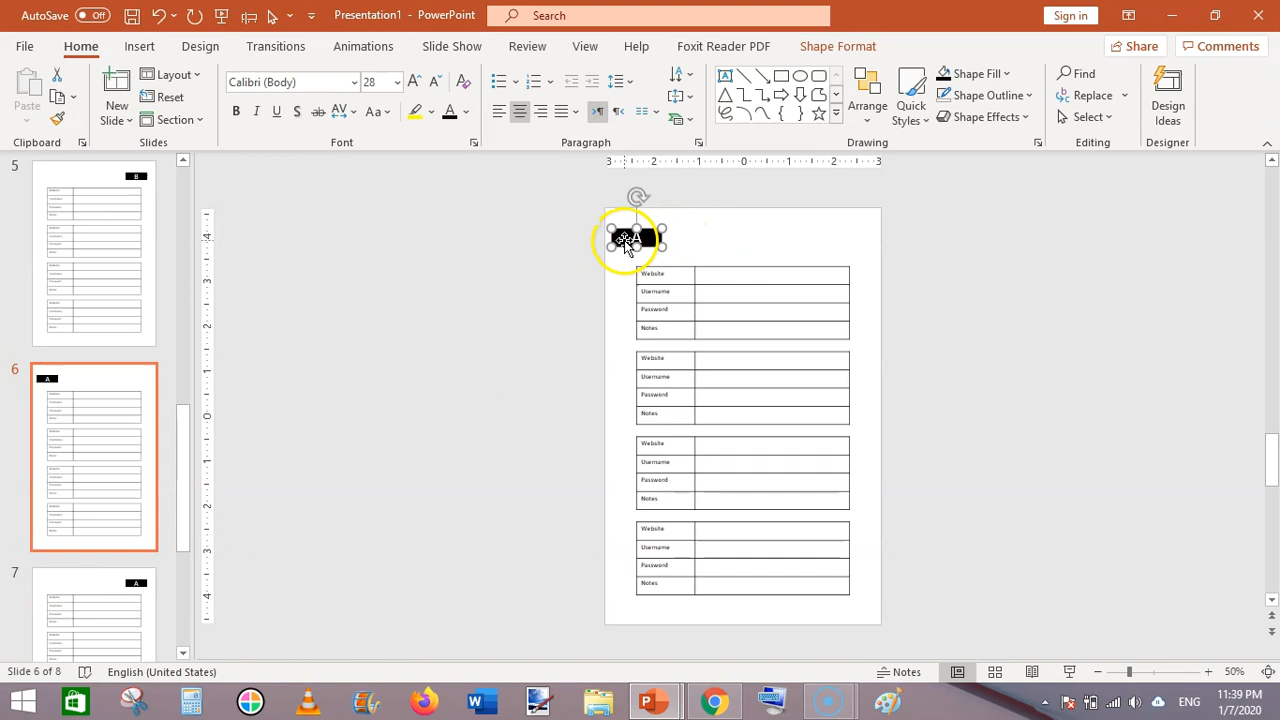 AutoSave Off Presentation1 - PowerPoint Search Sign in
File Home Insert Design Transitions Animations Slide Show Review View Help Foxit Reader PDF Shape Format Share Comments
Paste New Slide Layout Reset Section Calibri (Body) 28 Arrange Quick Styles Shape Fill Shape Outline Shape Effects Find Replace Select Design Ideas
Clipboard Slides Font Paragraph Drawing Editing Designer
5
B
6
A
7
A
A
Website
Username
Password
Notes
Website
Username
Password
Notes
Website
Username
Password
Notes
Website
Username
Password
Notes
Slide 6 of 8 English (United States) Notes 50%
ENG 11:39 PM
1/7/2020